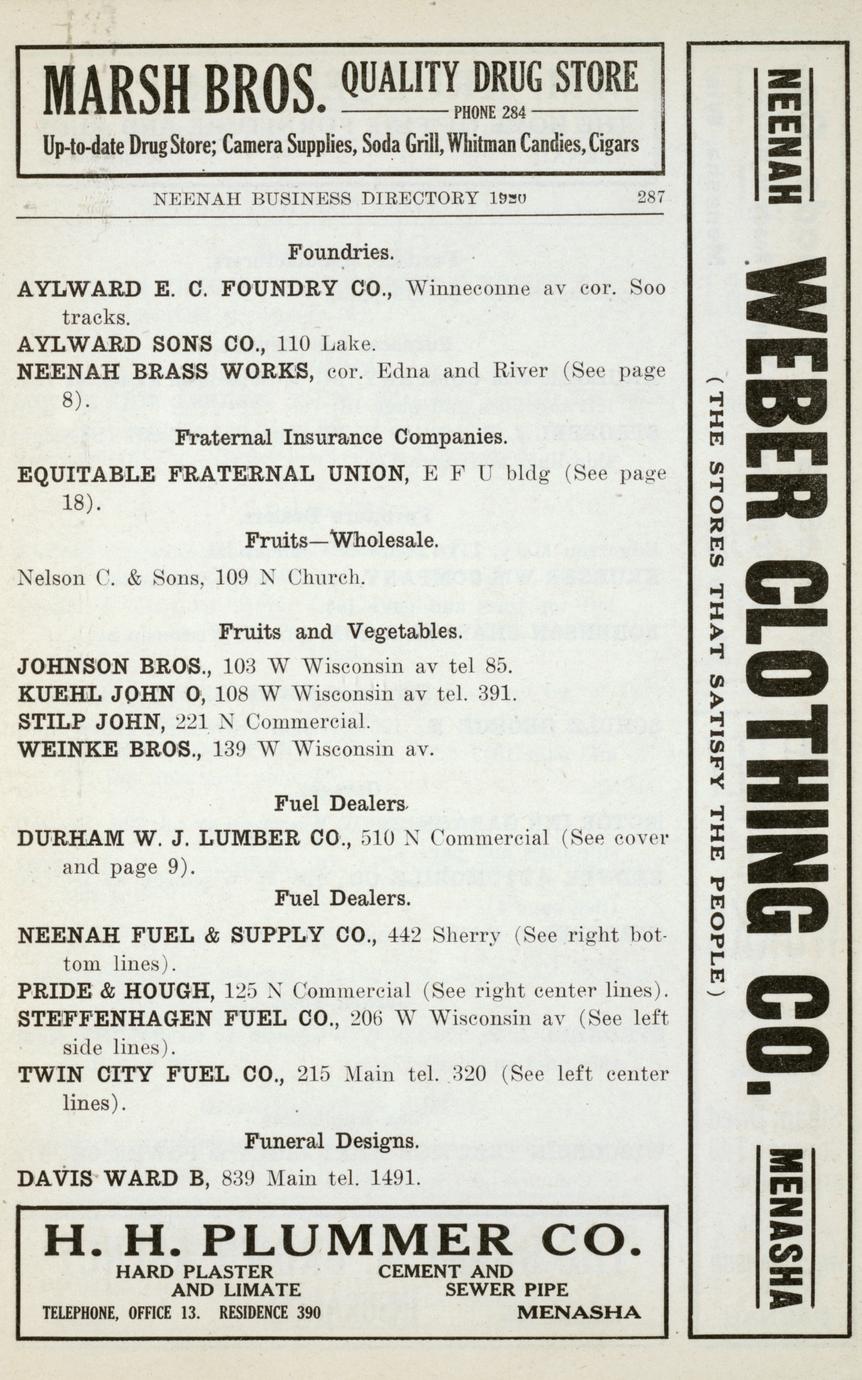 MARSH BROS. QUALITY DRUG STORE
PHONE 284
Up-to-date Drug Store; Camera Supplies, Soda Grill, Whitman Candies, Cigars
NEENAH BUSINESS DIRECTORY 1920 287
Foundries.
AYLWARD E. C. FOUNDRY CO., Winneconne av cor. Soo
tracks.
AYLWARD SONS CO., 110 Lake.
NEENAH BRASS WORKS, cor. Edna and River (See page
8).
Fraternal Insurance Companies.
EQUITABLE FRATERNAL UNION, E F U bldg (See page
18).
Fruits—Wholesale.
Nelson C. & Sons, 109 N Church.
Fruits and Vegetables.
JOHNSON BROS., 103 W Wisconsin av tel 85.
KUEHL JOHN O, 108 W Wisconsin av tel. 391.
STILP JOHN, 221 N Commercial.
WEINKE BROS., 139 W Wisconsin av.
Fuel Dealers.
DURHAM W. J. LUMBER CO., 510 N Commercial (See cover
and page 9).
Fuel Dealers.
NEENAH FUEL & SUPPLY CO., 442 Sherry (See right bot-
tom lines).
PRIDE & HOUGH, 125 N Commercial (See right center lines).
STEFFENHAGEN FUEL CO., 206 W Wisconsin av (See left
side lines).
TWIN CITY FUEL CO., 215 Main tel. 320 (See left center
lines).
Funeral Designs.
DAVIS WARD B, 839 Main tel. 1491.
H. H. PLUMMER CO.
HARD PLASTER CEMENT AND
AND LIMATE SEWER PIPE
TELEPHONE, OFFICE 13. RESIDENCE 390 MENASHA
NEENAH
WEBER CLOTHING CO.
(THE STORES THAT SATISFY THE PEOPLE)
MENASHA